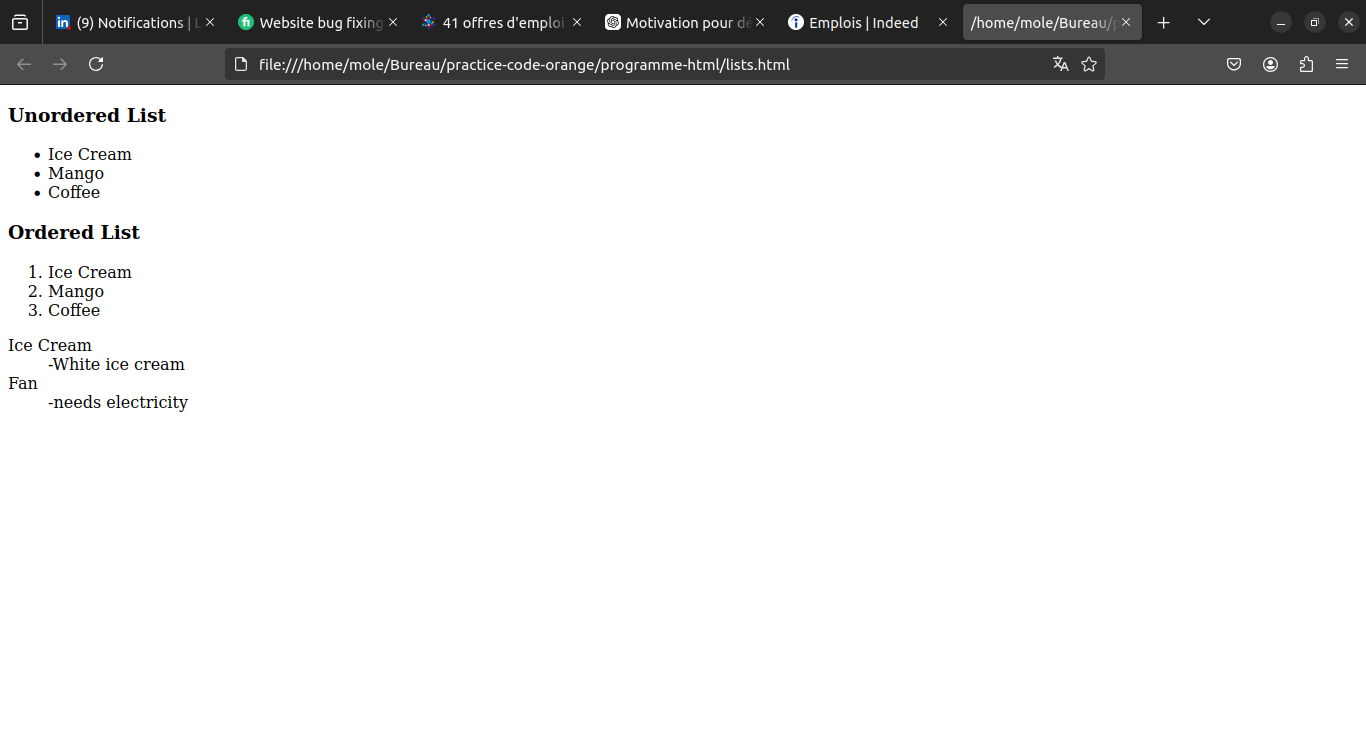 (9) Notifications | L
Website bug fixing
41 offres d'emploi
Motivation pour dé
Emplois | Indeed
/home/mole/Bureau/p
file:///home/mole/Bureau/practice-code-orange/programme-html/lists.html
Unordered List
• Ice Cream
• Mango
• Coffee
Ordered List
1. Ice Cream
2. Mango
3. Coffee
Ice Cream
-White ice cream
Fan
-needs electricity